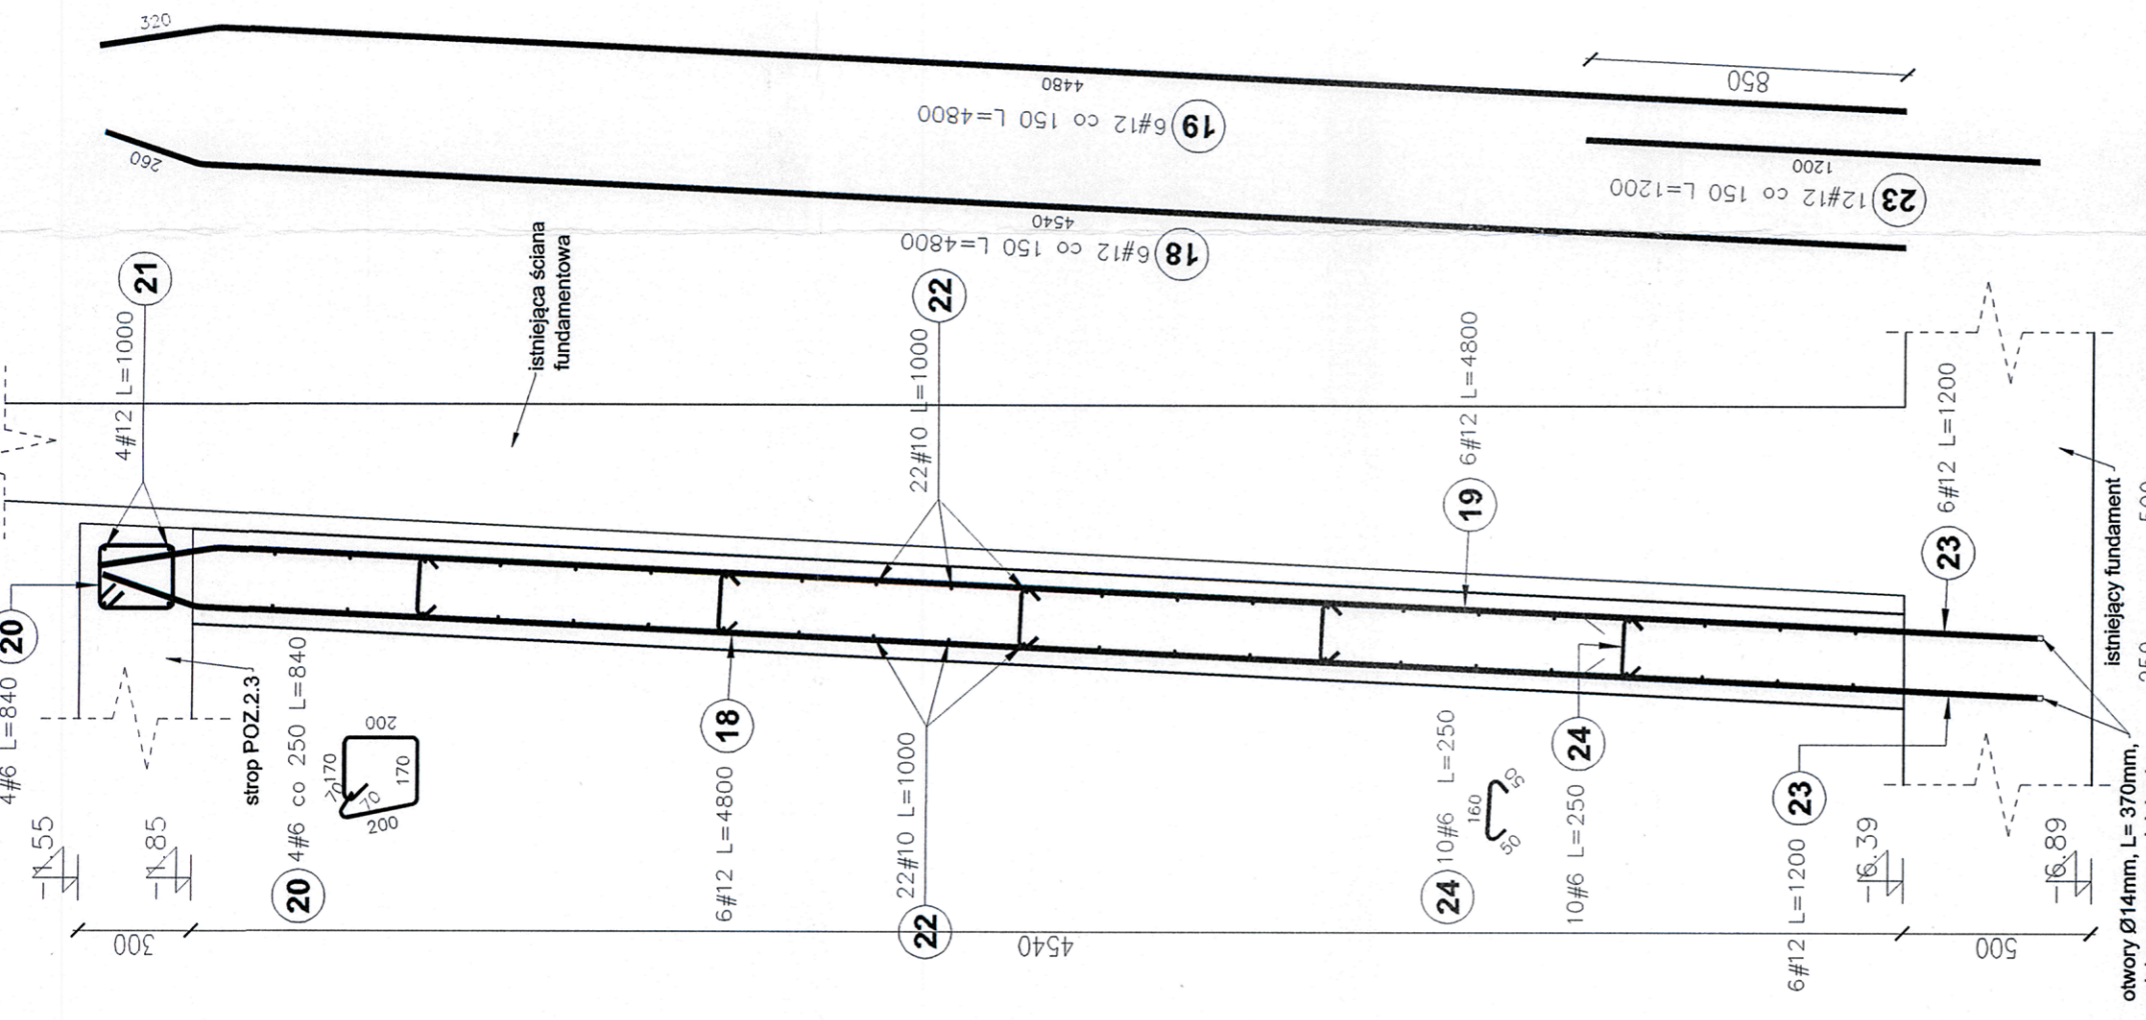 320
4480
19 6#12 co 150 L=4800
850
260
4540
18 6#12 co 150 L=4800
1200
23 12#12 co 150 L=1200
21
4#12 L=1000
istniejąca ściana
fundamentowa
22
22#10 L=1000
6#12 L=4800
19
6#12 L=1200
23
istniejący fundament
20
4#6 L=840
strop POZ.2.3
20 4#6 co 250 L=840
200
170
170
70
70
200
18
6#12 L=4800
22#10 L=1000
22
24 10#6 L=250
160
50
50
24
10#6 L=250
23
6#12 L=1200
-1.55
-1.85
-6.39
-6.89
300
4540
500
otwory Ø14mm, L= 370mm,